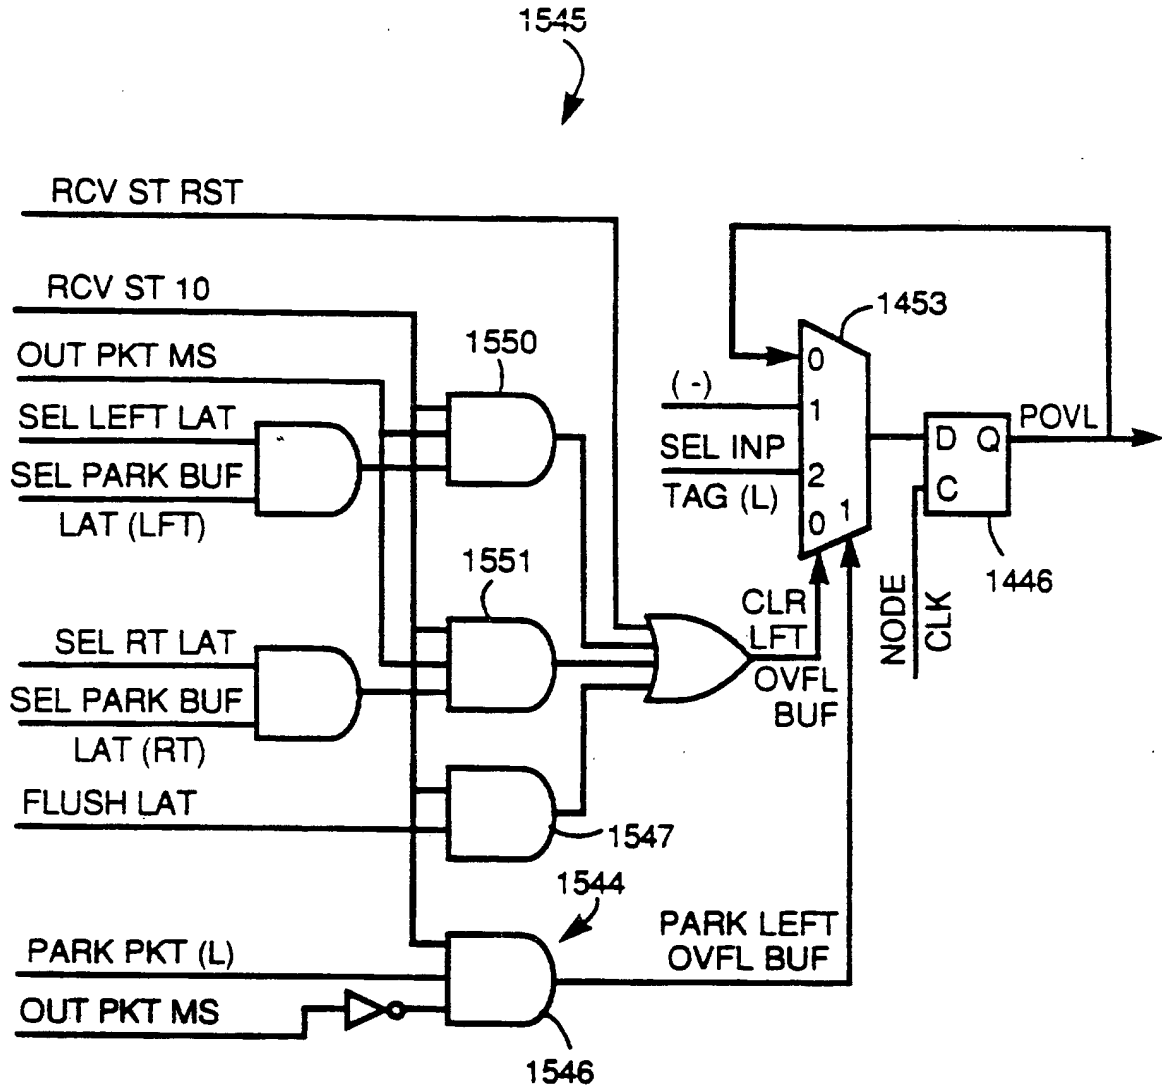 1545
RCV ST RST
RCV ST 10
1453
OUT PKT MS
1550
0
(-)
1
SEL LEFT LAT
POVL
D Q
SEL INP
2
SEL PARK BUF
C
TAG (L)
0 1
LAT (LFT)
1551
1446
NODE
CLK
CLR
LFT
SEL RT LAT
OVFL
BUF
SEL PARK BUF
LAT (RT)
FLUSH LAT
1547
1544
PARK LEFT
OVFL BUF
PARK PKT (L)
OUT PKT MS
1546